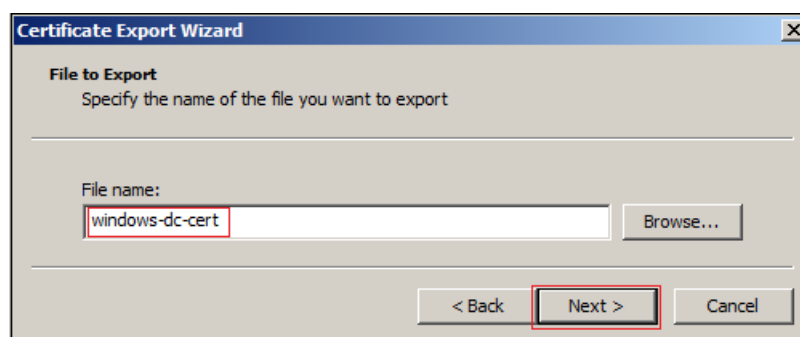 Certificate Export Wizard
File to Export
Specify the name of the file you want to export
File name:
windows-dc-cert
Browse...
< Back
Next >
Cancel